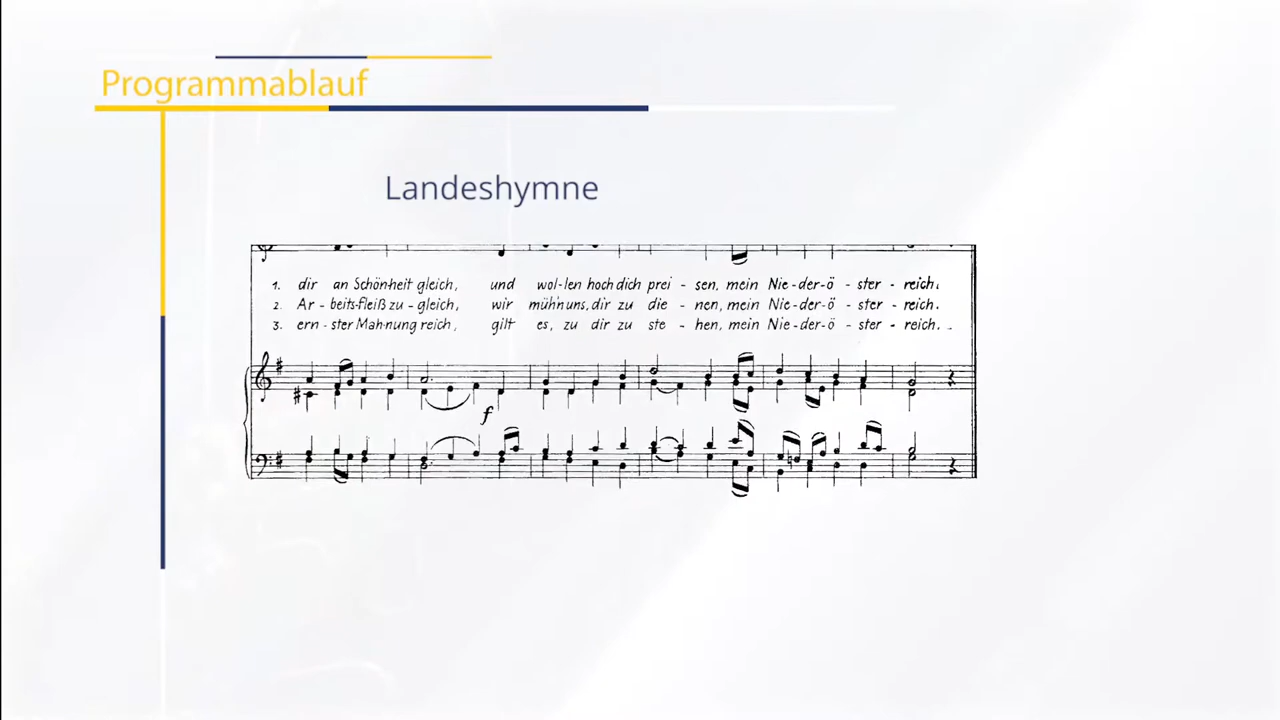 Programmablauf
Landeshymne
1. dir an Schönheit gleich, und wol-len hoch dich prei - sen, mein Nie-der-ö - ster - reich.
2. Ar - beits-fleiß zu - gleich, wir müh'n uns, dir zu die - nen, mein Nie-der-ö - ster - reich.
3. ern - ster Mah-nung reich, gilt es, zu dir zu ste - hen, mein Nie-der-ö - ster - reich.
f